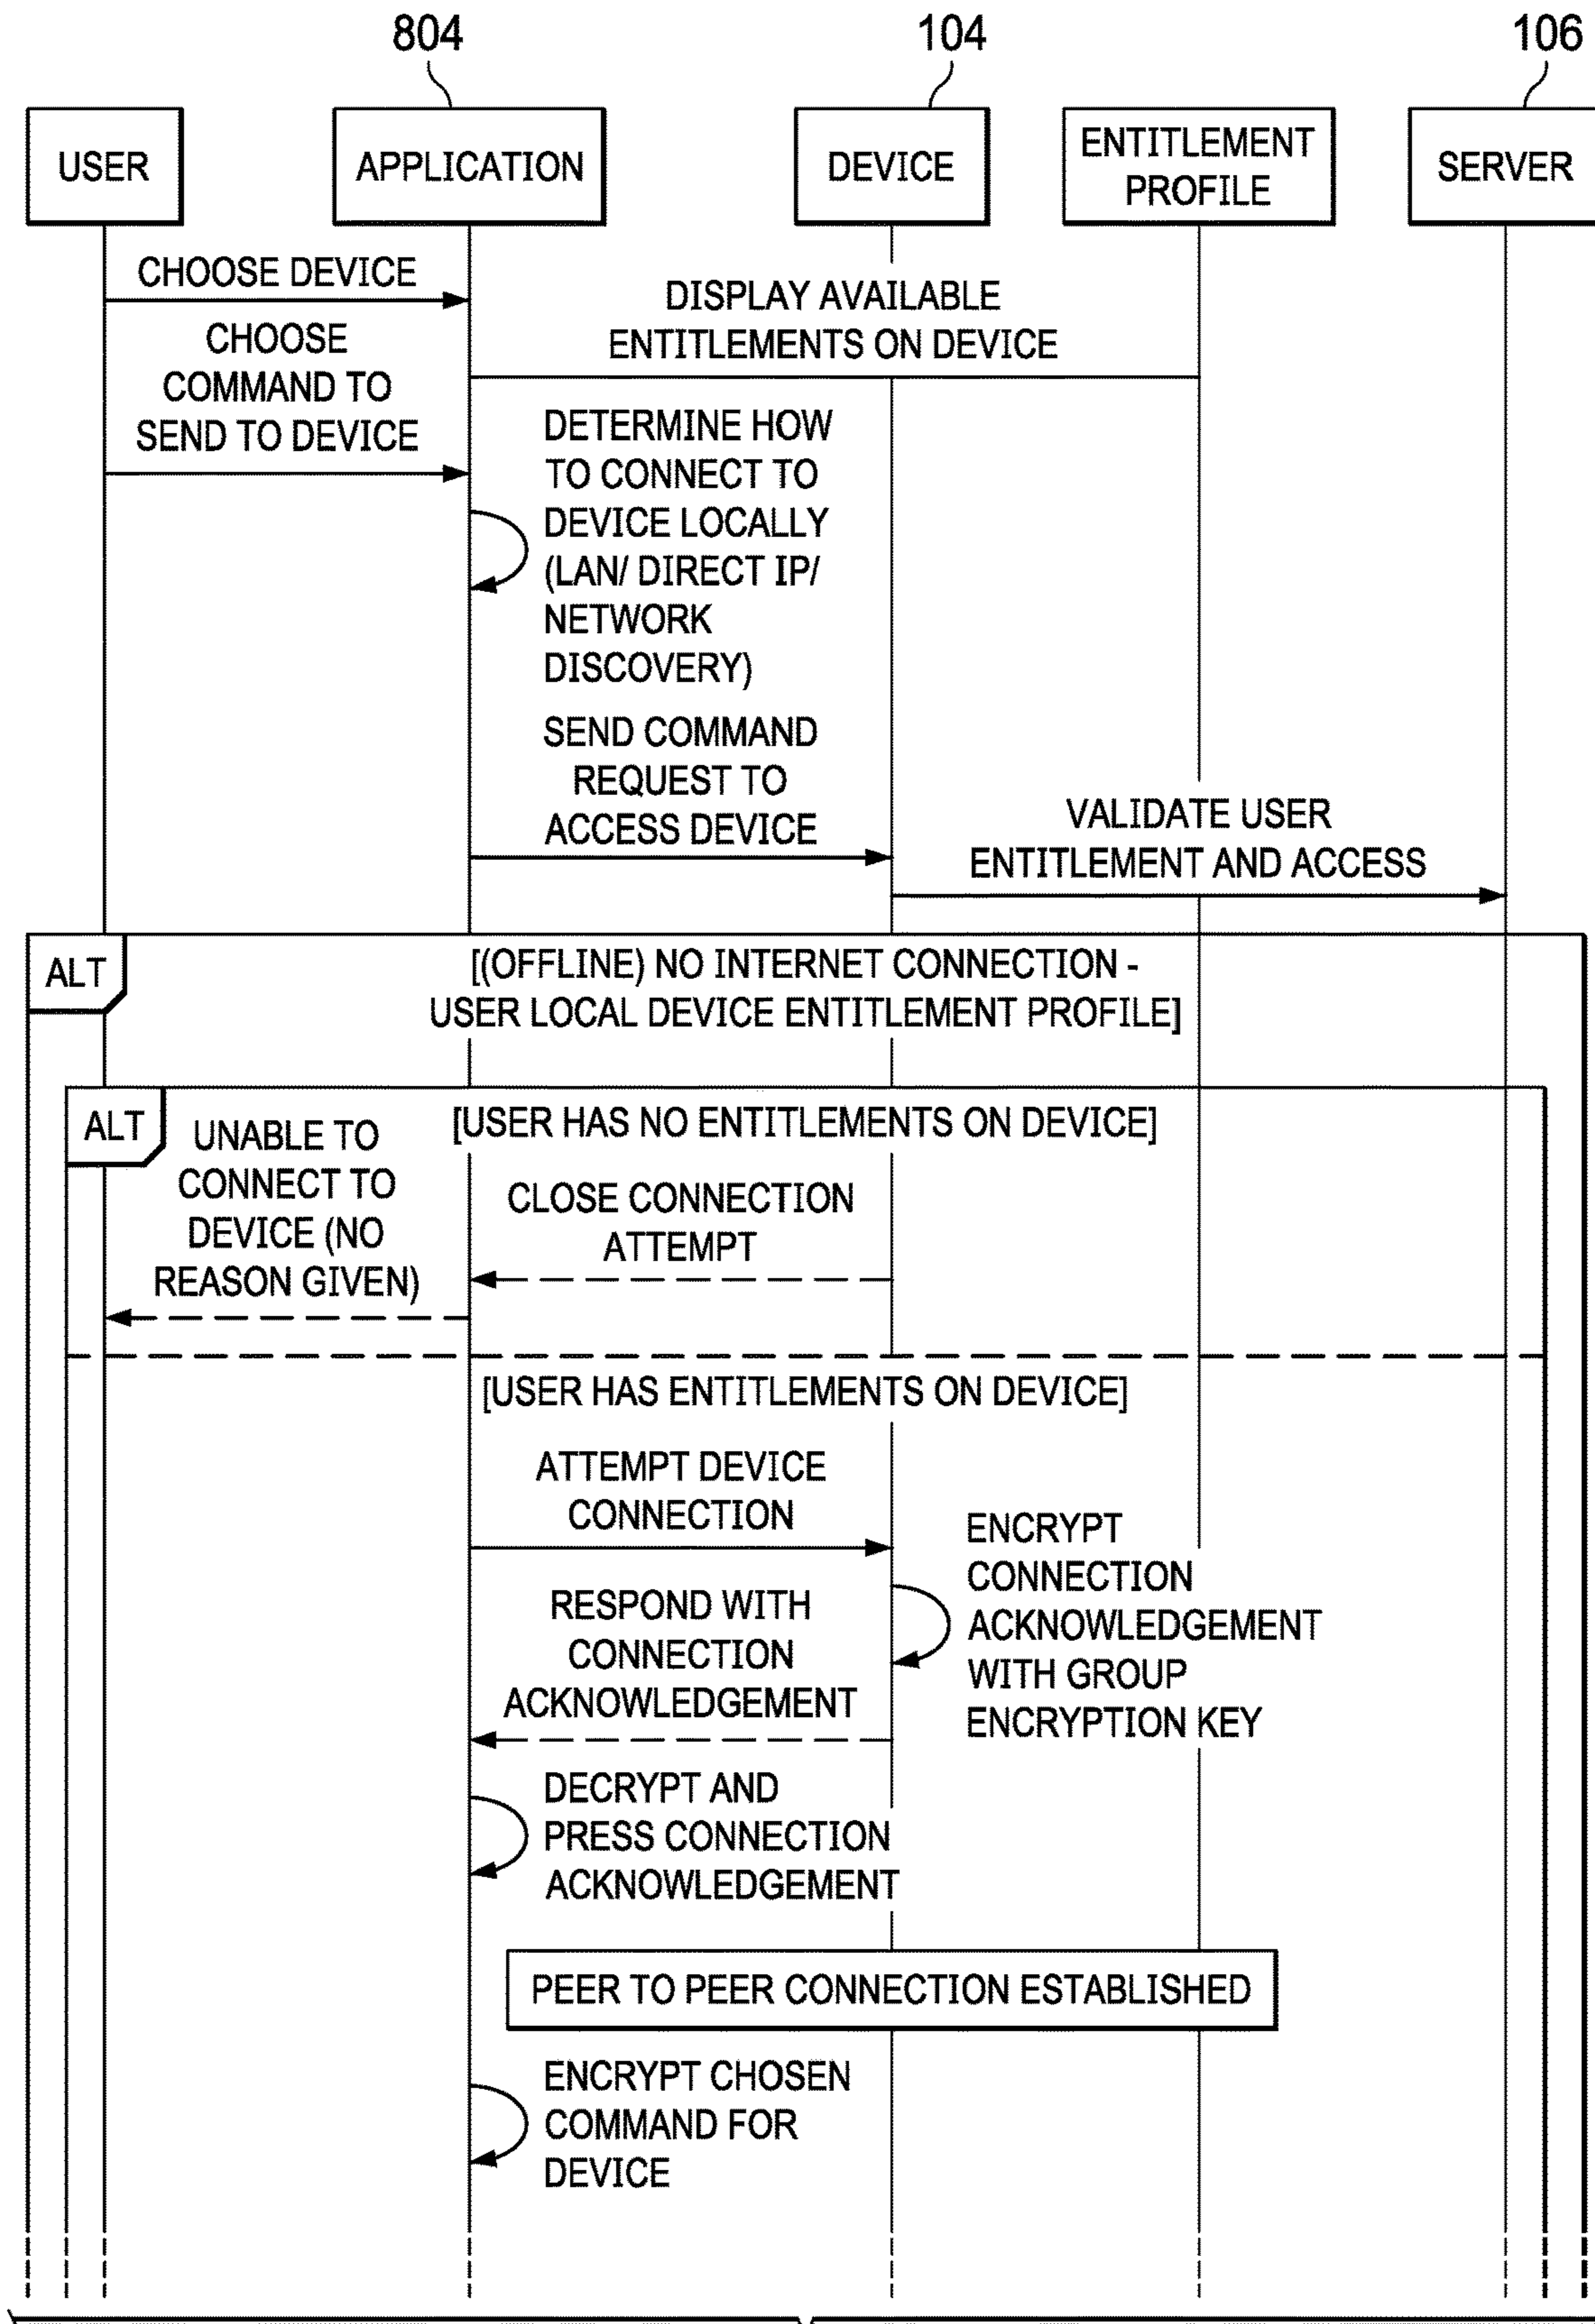 804
104
106
USER
APPLICATION
DEVICE
ENTITLEMENT
PROFILE
SERVER
CHOOSE DEVICE
DISPLAY AVAILABLE
ENTITLEMENTS ON DEVICE
CHOOSE
COMMAND TO
SEND TO DEVICE
DETERMINE HOW
TO CONNECT TO
DEVICE LOCALLY
(LAN/ DIRECT IP/
NETWORK
DISCOVERY)
SEND COMMAND
REQUEST TO
ACCESS DEVICE
VALIDATE USER
ENTITLEMENT AND ACCESS
ALT
[(OFFLINE) NO INTERNET CONNECTION -
USER LOCAL DEVICE ENTITLEMENT PROFILE]
ALT
[USER HAS NO ENTITLEMENTS ON DEVICE]
UNABLE TO
CONNECT TO
DEVICE (NO
REASON GIVEN)
CLOSE CONNECTION
ATTEMPT
[USER HAS ENTITLEMENTS ON DEVICE]
ATTEMPT DEVICE
CONNECTION
ENCRYPT
CONNECTION
ACKNOWLEDGEMENT
WITH GROUP
ENCRYPTION KEY
RESPOND WITH
CONNECTION
ACKNOWLEDGEMENT
DECRYPT AND
PRESS CONNECTION
ACKNOWLEDGEMENT
PEER TO PEER CONNECTION ESTABLISHED
ENCRYPT CHOSEN
COMMAND FOR
DEVICE